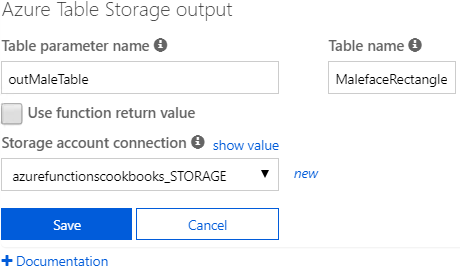 Azure Table Storage output
Table parameter name
Table name
outMaleTable
MalefaceRectangle
Use function return value
Storage account connection show value
azurefunctionscookbooks_STORAGE
new
Save
Cancel
Documentation